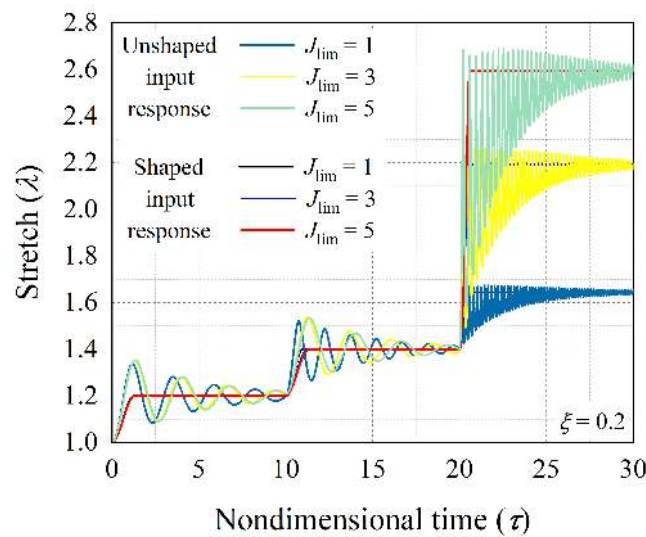 Unshaped J_lim = 1
input J_lim = 3
response J_lim = 5
Shaped J_lim = 1
input J_lim = 3
response J_lim = 5
ξ = 0.2
Stretch (λ)
2.8
2.6
2.4
2.2
2.0
1.8
1.6
1.4
1.2
1.0
0 5 10 15 20 25 30
Nondimensional time (τ)